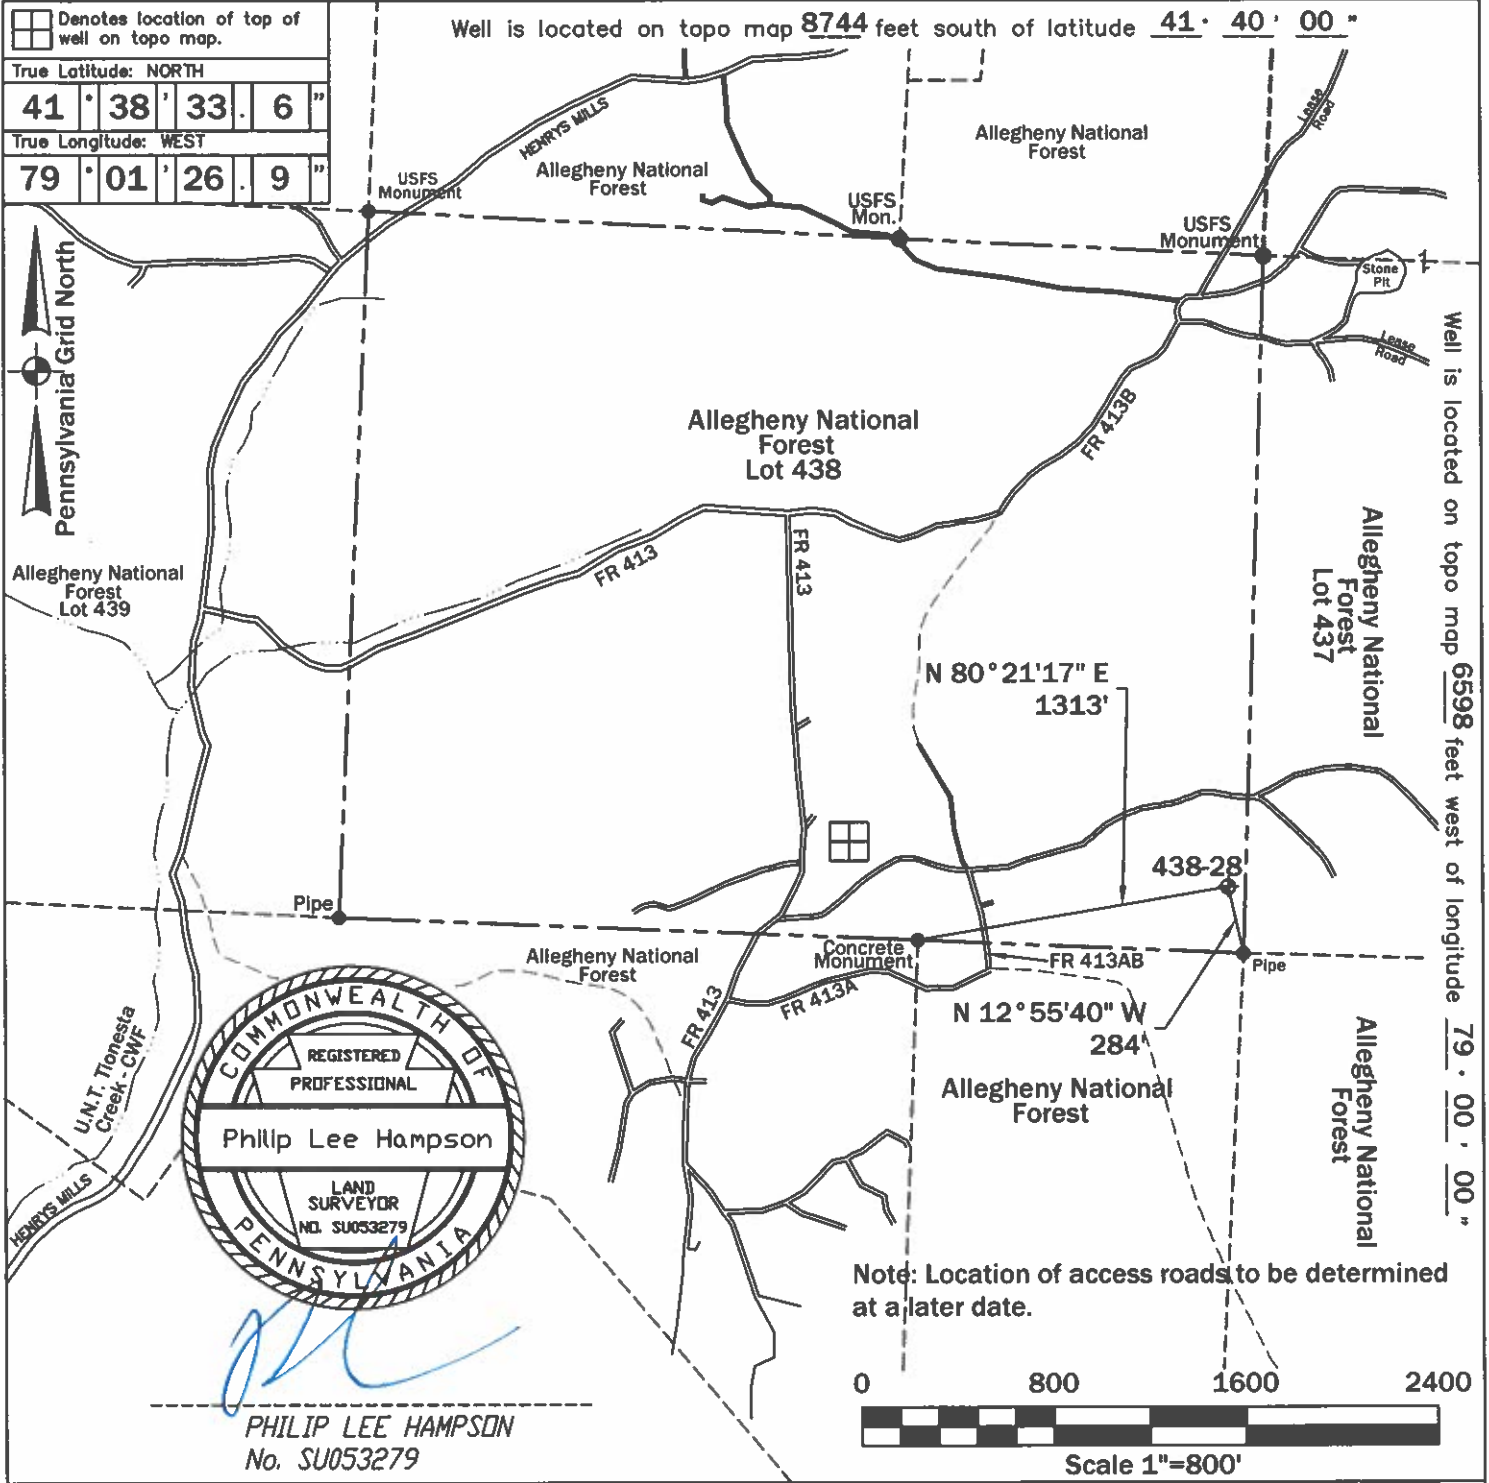 Denotes location of top of
well on topo map.
True Latitude: NORTH
41 ° 38 ' 33 . 6 "
True Longitude: WEST
79 ° 01 ' 26 . 9 "
Well is located on topo map 8744 feet south of latitude 41 ° 40 ' 00 "
Pennsylvania Grid North
HENRYS MILLS
Allegheny National
Forest
Allegheny National
Forest
Lease
Road
USFS
Monument
USFS
Mon.
USFS
Monument
Stone
Pit
Lease
Road
Well is located on topo map 6598 feet west of longitude 79 ° 00 ' 00 "
Allegheny National
Forest
Lot 438
FR 413B
FR 413
FR 413
Allegheny National
Forest
Lot 439
Allegheny National
Forest
Lot 437
N 80°21'17" E
1313'
438-28
Pipe
Concrete
Monument
FR 413AB
Pipe
Allegheny National
Forest
FR 413
FR 413A
N 12°55'40" W
284'
Allegheny National
Forest
Allegheny National
Forest
U.N.T. Tionesta
Creek - CWF
HENRYS MILLS
COMMONWEALTH OF
REGISTERED
PROFESSIONAL
Philip Lee Hampson
LAND
SURVEYOR
NO. SU053279
PENNSYLVANIA
Note: Location of access roads to be determined
at a later date.
PHILIP LEE HAMPSON
No. SU053279
0 800 1600 2400
Scale 1"=800'